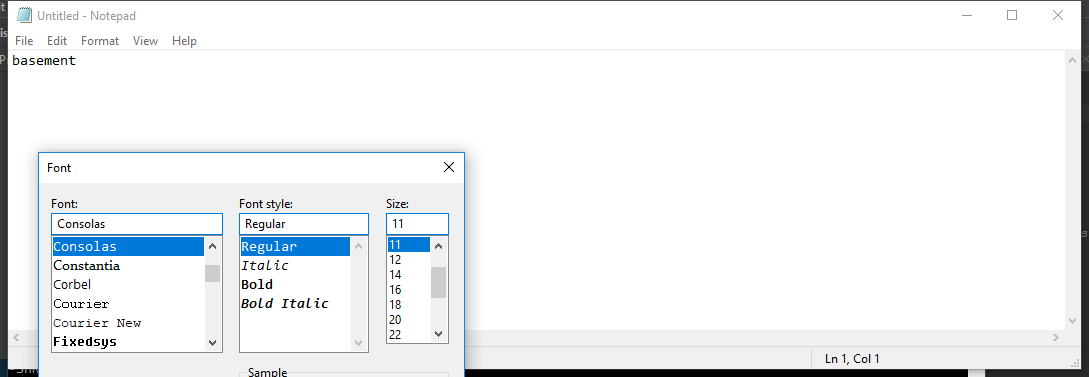 Untitled - Notepad
File Edit Format View Help
basement
Font
Font: Font style: Size:
Consolas Regular 11
Consolas Regular 11
Constantia Italic 12
Corbel Bold 14
Courier Bold Italic 16
Courier New 18
Fixedsys 20
22
Sample
Ln 1, Col 1